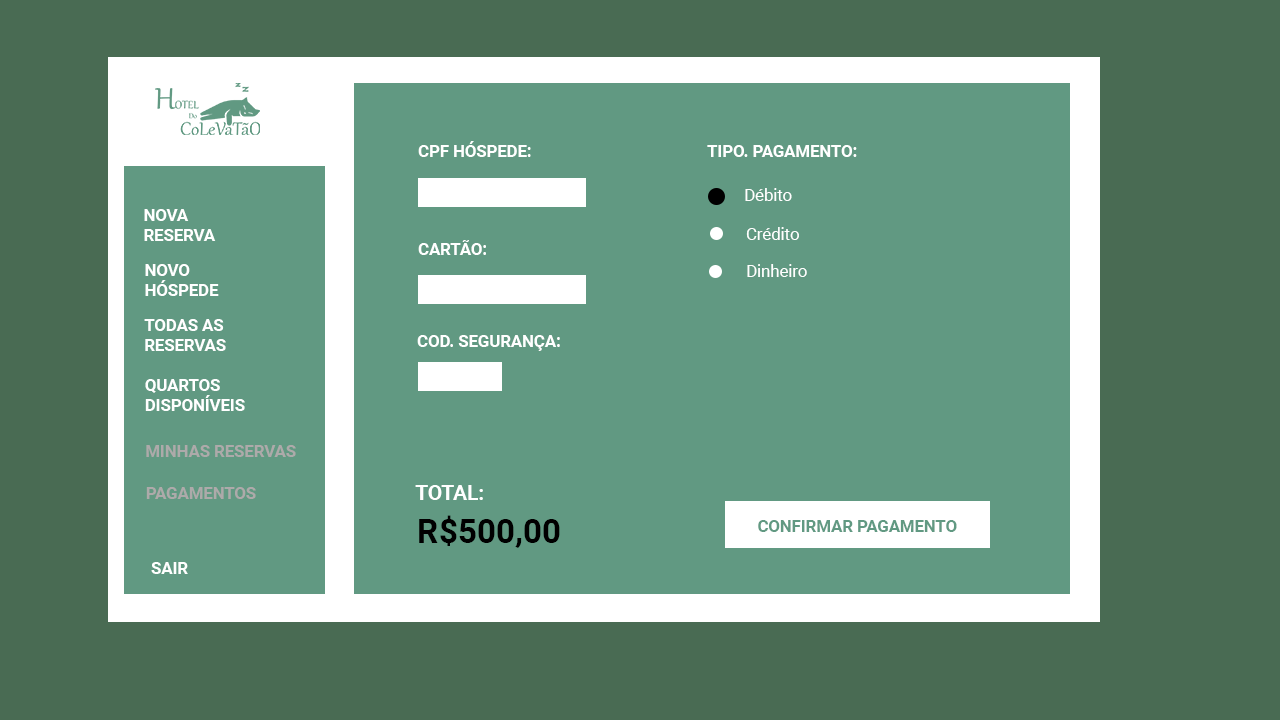 Hotel
Do
CoLeVaTãO
z z
z
NOVA
RESERVA
NOVO
HÓSPEDE
TODAS AS
RESERVAS
QUARTOS
DISPONÍVEIS
MINHAS RESERVAS
PAGAMENTOS
SAIR
CPF HÓSPEDE:
CARTÃO:
COD. SEGURANÇA:
TIPO. PAGAMENTO:
Débito
Crédito
Dinheiro
TOTAL:
R$500,00
CONFIRMAR PAGAMENTO